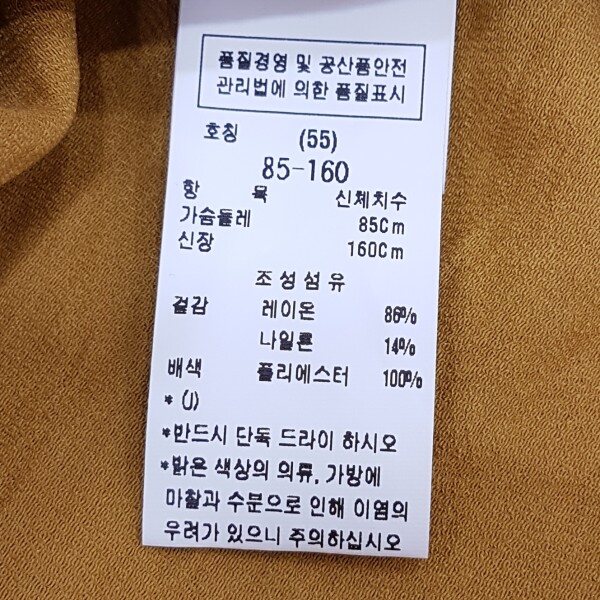 품질경영 및 공산품안전
관리법에 의한 품질표시
호칭 (55)
85-160
항 목 신체치수
가슴둘레 85Cm
신장 160Cm
조성섬유
겉감 레이온 86%
나일론 14%
배색 폴리에스터 100%
* (J)
*반드시 단독 드라이 하시오
*밝은 색상의 의류, 가방에
마찰과 수분으로 인해 이염의
우려가 있으니 주의하십시오